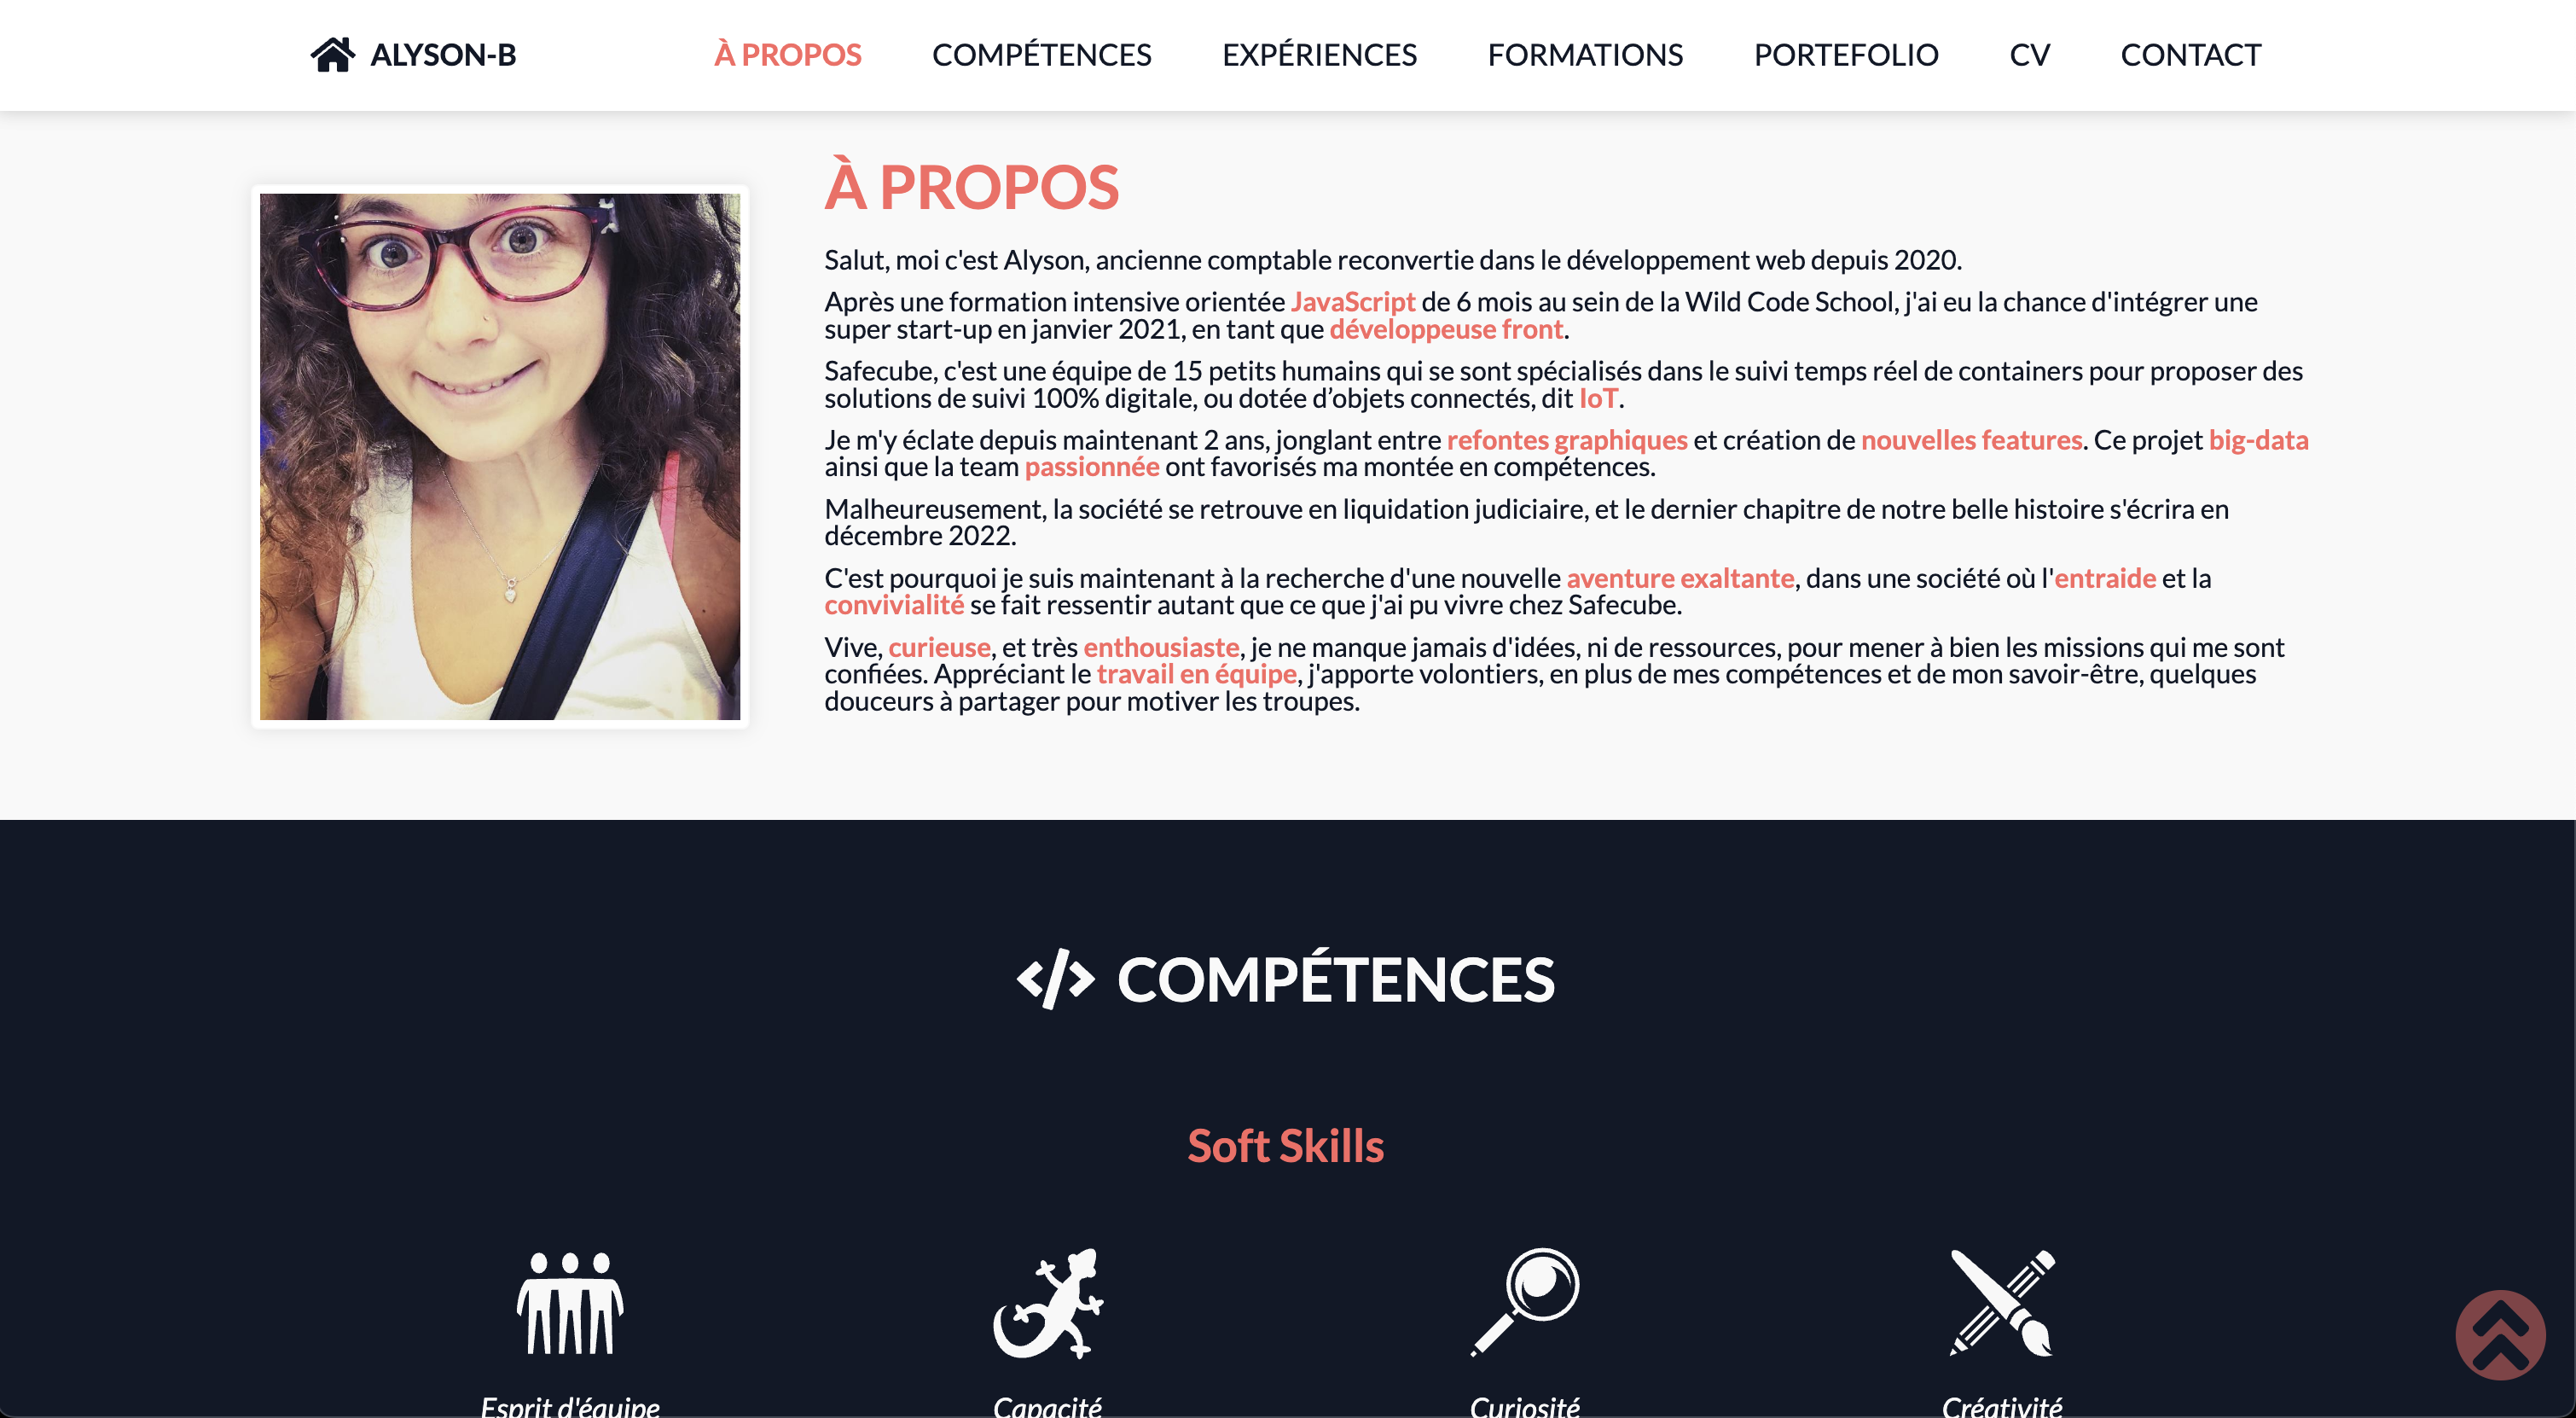 ALYSON-B
À PROPOS
COMPÉTENCES
EXPÉRIENCES
FORMATIONS
PORTEFOLIO
CV
CONTACT
À PROPOS
Salut, moi c'est Alyson, ancienne comptable reconvertie dans le développement web depuis 2020.
Après une formation intensive orientée JavaScript de 6 mois au sein de la Wild Code School, j'ai eu la chance d'intégrer une
super start-up en janvier 2021, en tant que développeuse front.
Safecube, c'est une équipe de 15 petits humains qui se sont spécialisés dans le suivi temps réel de containers pour proposer des
solutions de suivi 100% digitale, ou dotée d’objets connectés, dit IoT.
Je m'y éclate depuis maintenant 2 ans, jonglant entre refontes graphiques et création de nouvelles features. Ce projet big-data
ainsi que la team passionnée ont favorisés ma montée en compétences.
Malheureusement, la société se retrouve en liquidation judiciaire, et le dernier chapitre de notre belle histoire s'écrira en
décembre 2022.
C'est pourquoi je suis maintenant à la recherche d'une nouvelle aventure exaltante, dans une société où l'entraide et la
convivialité se fait ressentir autant que ce que j'ai pu vivre chez Safecube.
Vive, curieuse, et très enthousiaste, je ne manque jamais d'idées, ni de ressources, pour mener à bien les missions qui me sont
confiées. Appréciant le travail en équipe, j'apporte volontiers, en plus de mes compétences et de mon savoir-être, quelques
douceurs à partager pour motiver les troupes.
COMPÉTENCES
Soft Skills
Esprit d'équipe
Capacité
Curiosité
Créativité